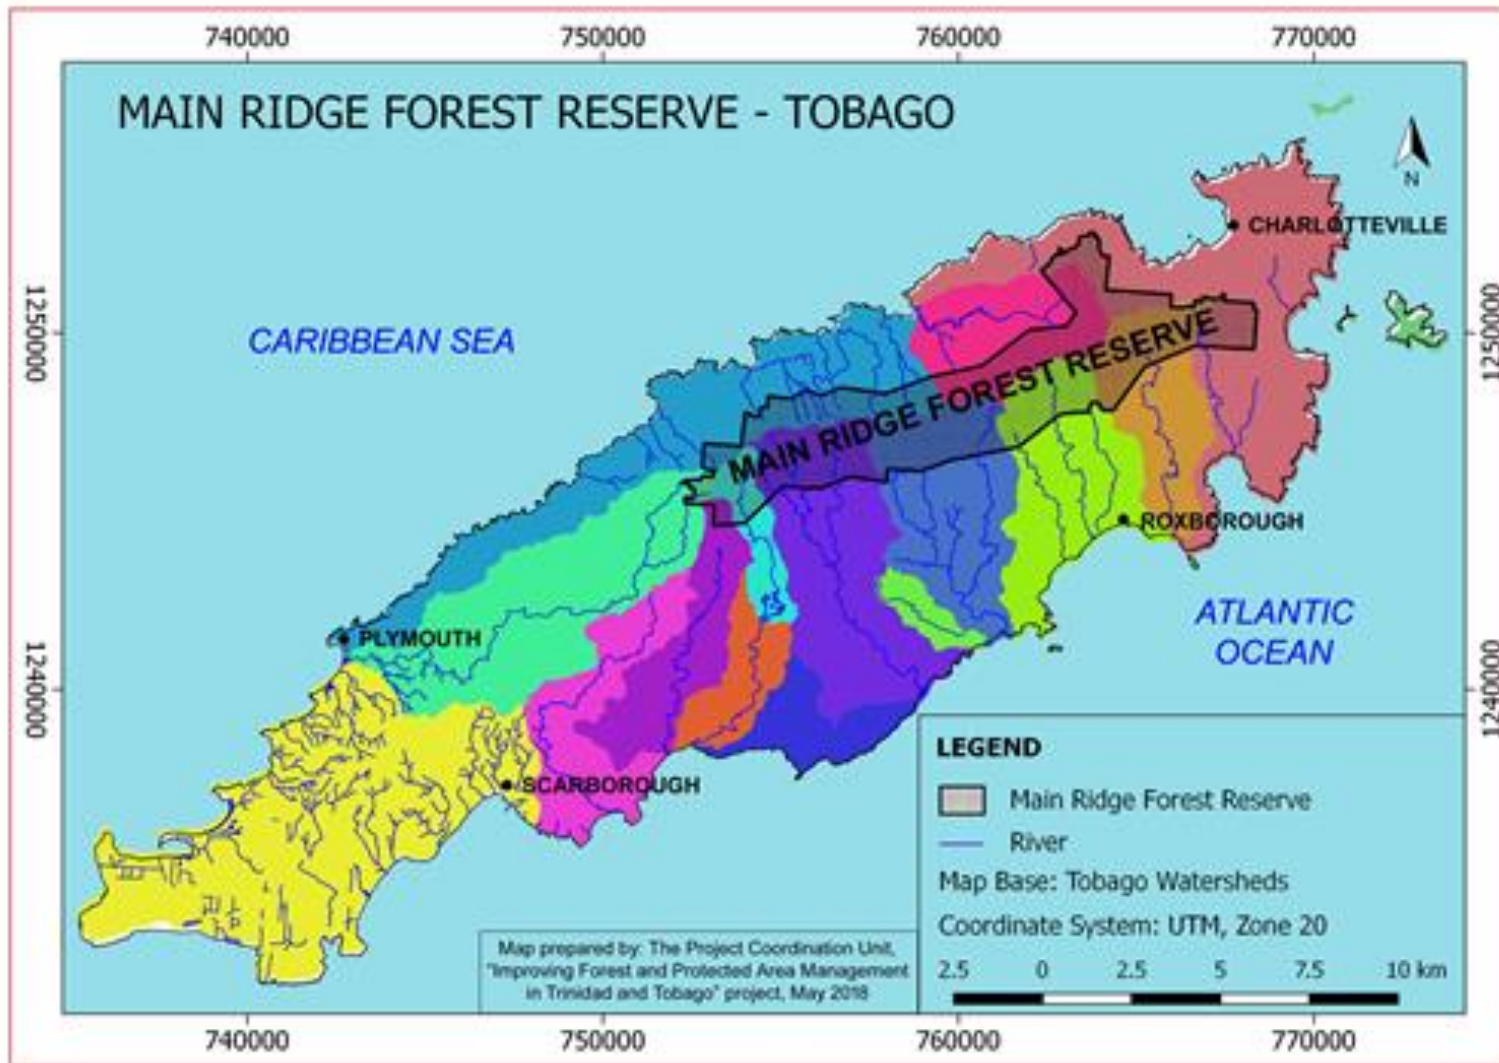 740000
750000
760000
770000
MAIN RIDGE FOREST RESERVE - TOBAGO
N
CHARLOTTEVILLE
1250000
CARIBBEAN SEA
1250000
MAIN RIDGE FOREST RESERVE
ROXBOROUGH
ATLANTIC
OCEAN
PLYMOUTH
1240000
1240000
SCARBOROUGH
LEGEND
Main Ridge Forest Reserve
River
Map Base: Tobago Watersheds
Coordinate System: UTM, Zone 20
2.5 0 2.5 5 7.5 10 km
Map prepared by: The Project Coordination Unit,
"Improving Forest and Protected Area Management
in Trinidad and Tobago" project, May 2018
740000
750000
760000
770000